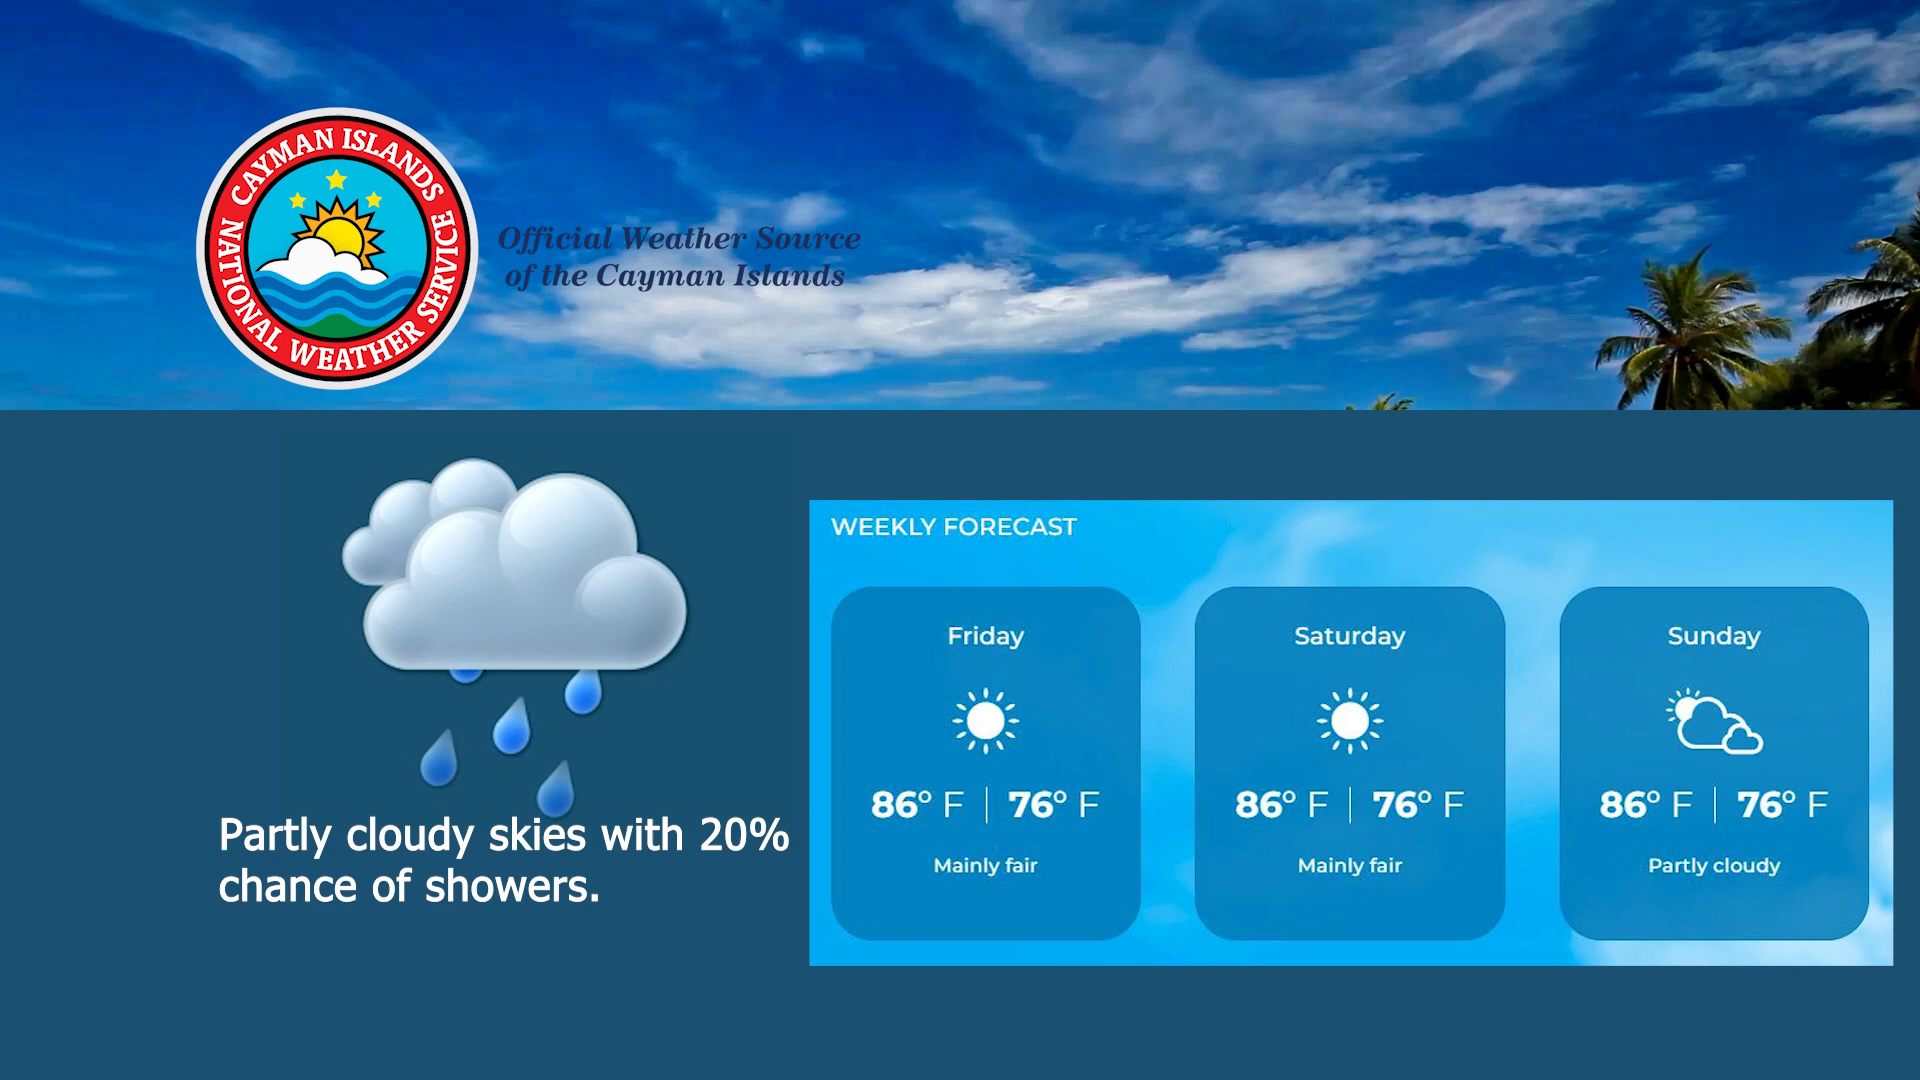 CAYMAN ISLANDS
NATIONAL WEATHER SERVICE
Official Weather Source
of the Cayman Islands
Partly cloudy skies with 20%
chance of showers.
WEEKLY FORECAST
Friday
86° F | 76° F
Mainly fair
Saturday
86° F | 76° F
Mainly fair
Sunday
86° F | 76° F
Partly cloudy